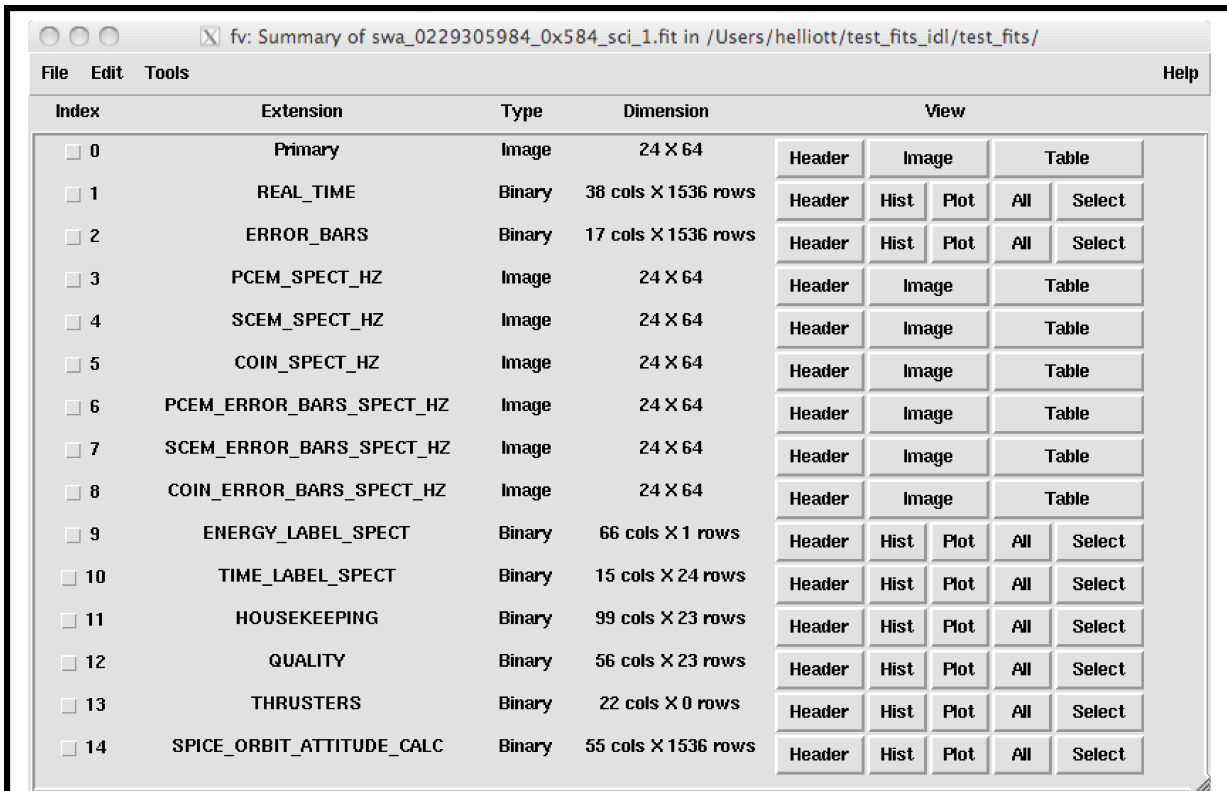 fv: Summary of swa_0229305984_0x584_sci_1.fit in /Users/helliott/test_fits_idl/test_fits/
File Edit Tools Help
Index Extension Type Dimension View
0 Primary Image 24 X 64 Header Image Table
1 REAL_TIME Binary 38 cols X 1536 rows Header Hist Plot All Select
2 ERROR_BARS Binary 17 cols X 1536 rows Header Hist Plot All Select
3 PCEM_SPECT_HZ Image 24 X 64 Header Image Table
4 SCEM_SPECT_HZ Image 24 X 64 Header Image Table
5 COIN_SPECT_HZ Image 24 X 64 Header Image Table
6 PCEM_ERROR_BARS_SPECT_HZ Image 24 X 64 Header Image Table
7 SCEM_ERROR_BARS_SPECT_HZ Image 24 X 64 Header Image Table
8 COIN_ERROR_BARS_SPECT_HZ Image 24 X 64 Header Image Table
9 ENERGY_LABEL_SPECT Binary 66 cols X 1 rows Header Hist Plot All Select
10 TIME_LABEL_SPECT Binary 15 cols X 24 rows Header Hist Plot All Select
11 HOUSEKEEPING Binary 99 cols X 23 rows Header Hist Plot All Select
12 QUALITY Binary 56 cols X 23 rows Header Hist Plot All Select
13 THRUSTERS Binary 22 cols X 0 rows Header Hist Plot All Select
14 SPICE_ORBIT_ATTITUDE_CALC Binary 55 cols X 1536 rows Header Hist Plot All Select